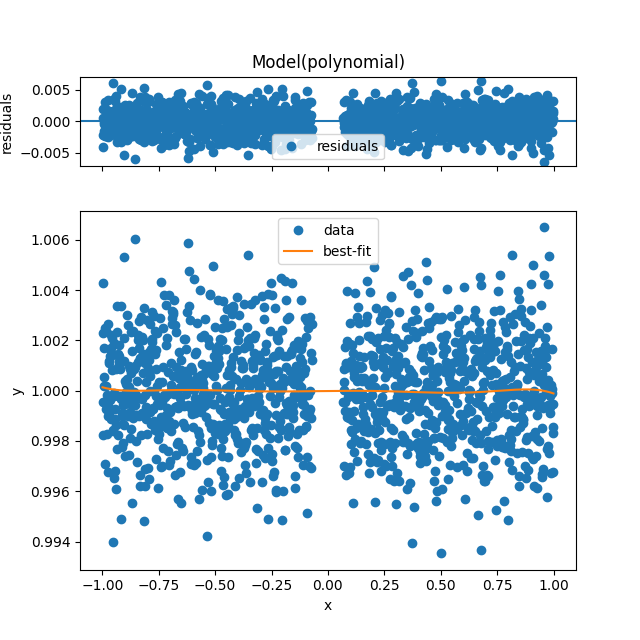 Model(polynomial)
0.005
0.000
−0.005
residuals
residuals
data
best-fit
1.006
1.004
1.002
1.000
0.998
0.996
0.994
y
−1.00 −0.75 −0.50 −0.25 0.00 0.25 0.50 0.75 1.00
x